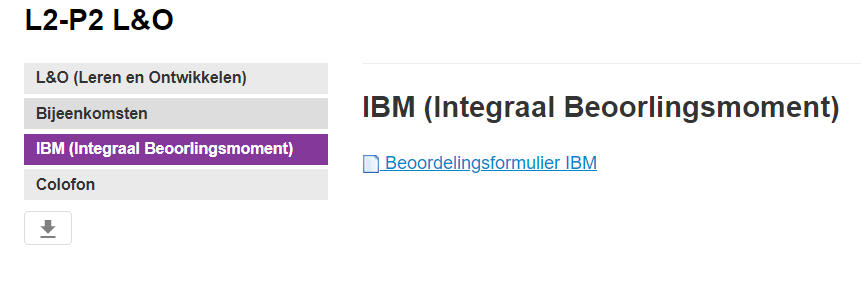 L2-P2 L&O
L&O (Leren en Ontwikkelen)
Bijeenkomsten
IBM (Integraal Beoorlingsmoment)
Colofon
IBM (Integraal Beoorlingsmoment)
Beoordelingsformulier IBM